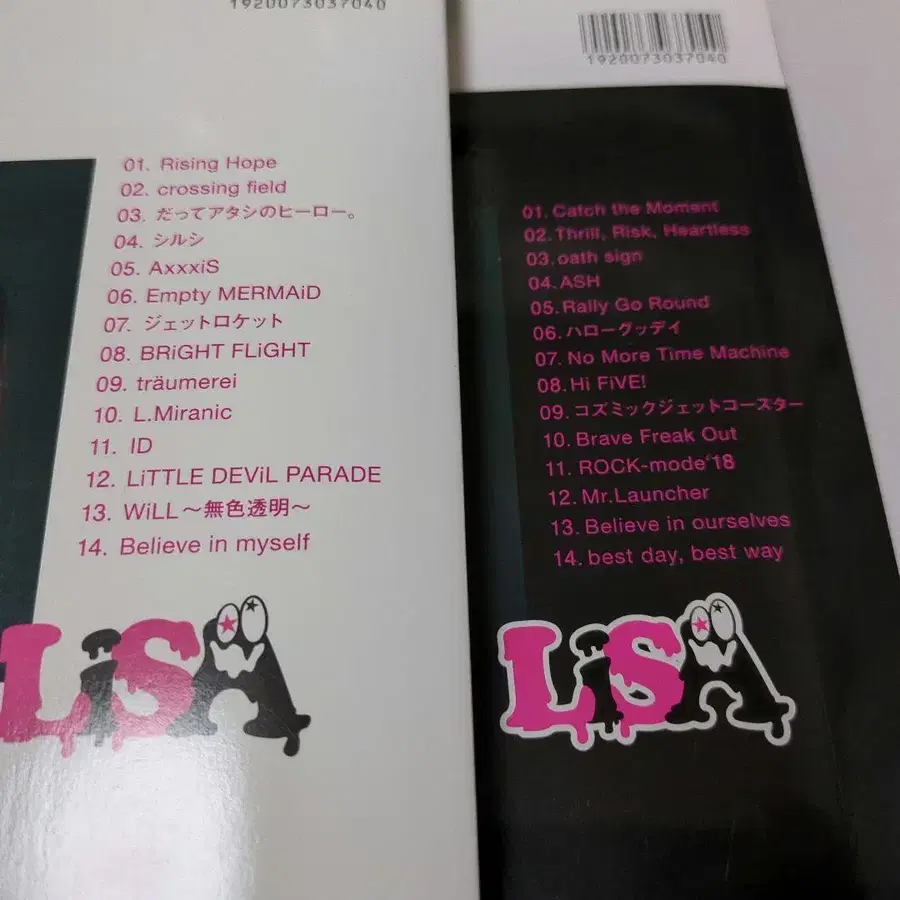 1920073037040
01. Rising Hope
02. crossing field
03. だってアタシのヒーロー。
04. シルシ
05. AxxxiS
06. Empty MERMAiD
07. ジェットロケット
08. BRiGHT FLiGHT
09. träumerei
10. L.Miranic
11. ID
12. LiTTLE DEViL PARADE
13. WiLL～無色透明～
14. Believe in myself
LiSA
1920073037040
01. Catch the Moment
02. Thrill, Risk, Heartless
03. oath sign
04. ASH
05. Rally Go Round
06. ハローグッデイ
07. No More Time Machine
08. Hi FiVE!
09. コズミックジェットコースター
10. Brave Freak Out
11. ROCK-mode'18
12. Mr.Launcher
13. Believe in ourselves
14. best day, best way
LiSA